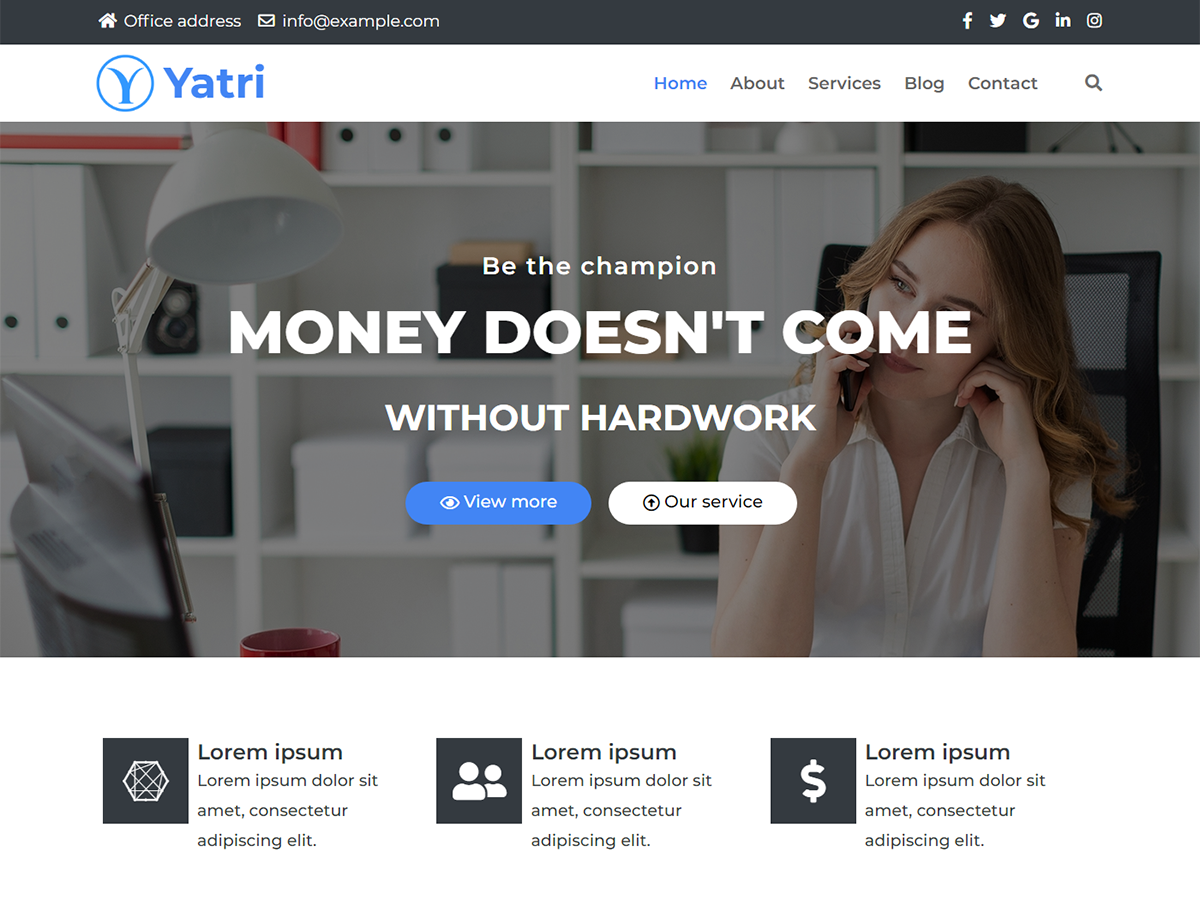 Office address info@example.com
Yatri
Home About Services Blog Contact
Be the champion
MONEY DOESN'T COME
WITHOUT HARDWORK
View more
Our service
Lorem ipsum
Lorem ipsum dolor sit
amet, consectetur
adipiscing elit.
Lorem ipsum
Lorem ipsum dolor sit
amet, consectetur
adipiscing elit.
Lorem ipsum
Lorem ipsum dolor sit
amet, consectetur
adipiscing elit.